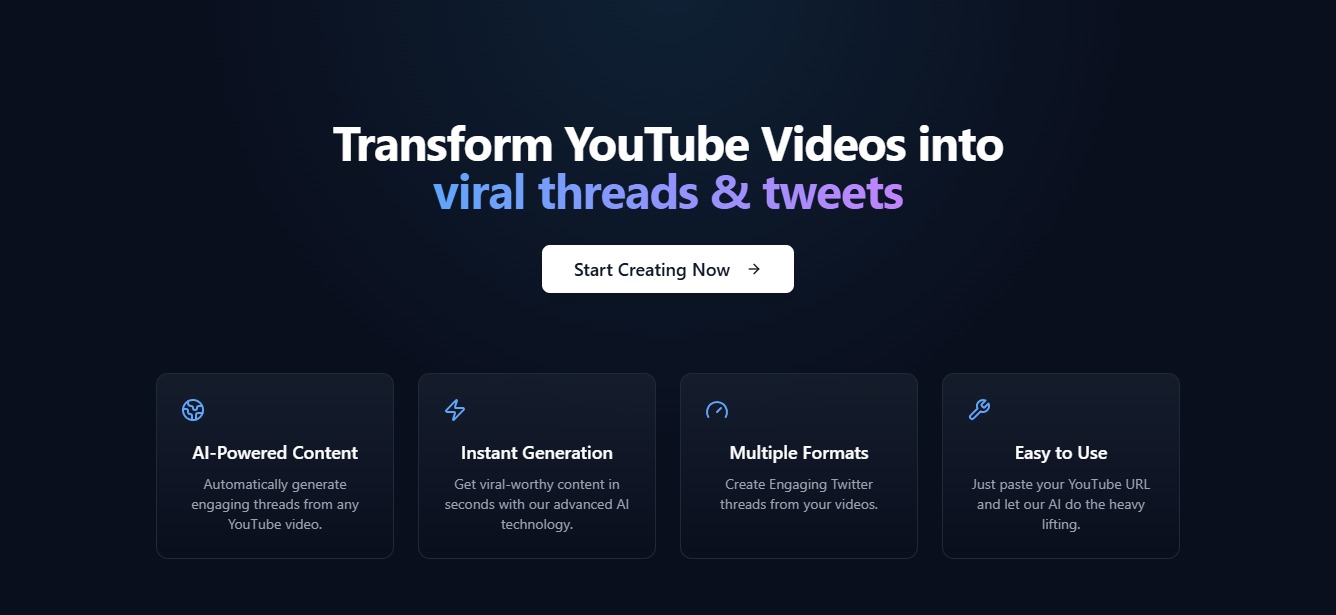 Transform YouTube Videos into
viral threads & tweets
Start Creating Now
AI-Powered Content
Automatically generate
engaging threads from any
YouTube video.
Instant Generation
Get viral-worthy content in
seconds with our advanced AI
technology.
Multiple Formats
Create Engaging Twitter
threads from your videos.
Easy to Use
Just paste your YouTube URL
and let our AI do the heavy
lifting.